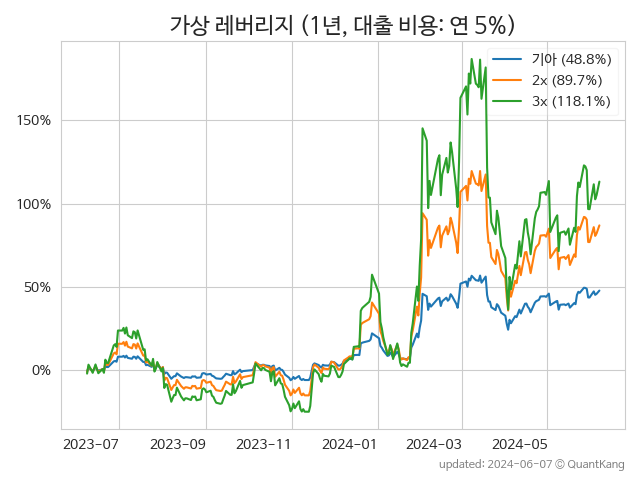 가상 레버리지 (1년, 대출 비용: 연 5%)
기아 (48.8%)
2x (89.7%)
3x (118.1%)
150%
100%
50%
0%
2023-07 2023-09 2023-11 2024-01 2024-03 2024-05
updated: 2024-06-07 © QuantKang